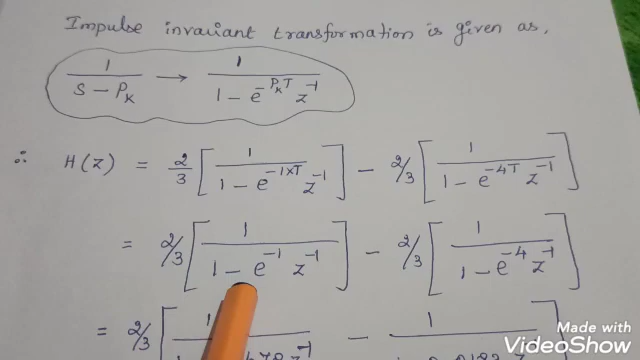 Impulse invariant transformation is given as,
1/(S - P_K) → 1/(1 - e^{-P_K T} z^{-1})
∴ H(Z) = 2/3 [1/(1 - e^{-1×T} z^{-1})] - 2/3 [1/(1 - e^{-4T} z^{-1})]
= 2/3 [1/(1 - e^{-1} z^{-1})] - 2/3 [1/(1 - e^{-4} z^{-1})]
= 2/3 [1 - 1
Made with
VideoShow